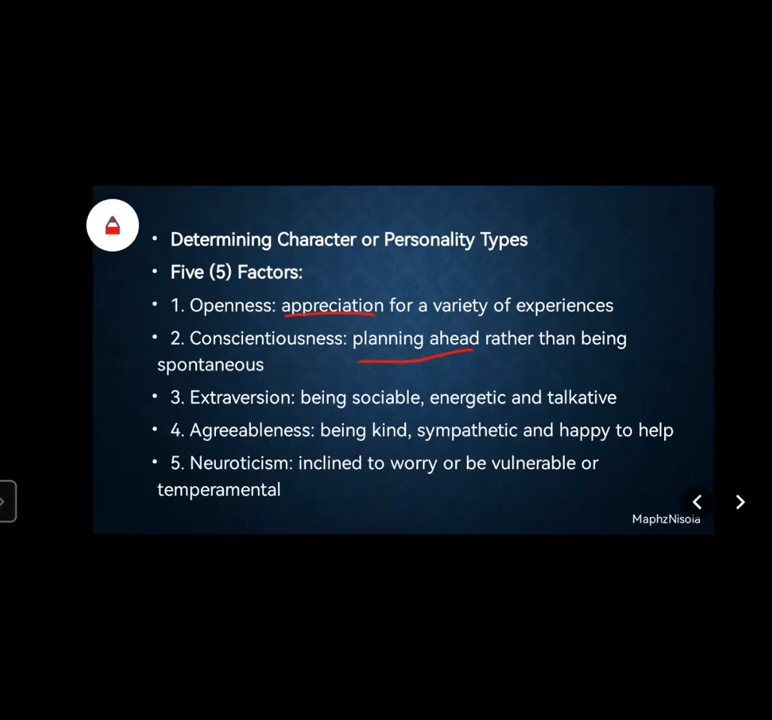 • Determining Character or Personality Types
• Five (5) Factors:
• 1. Openness: appreciation for a variety of experiences
• 2. Conscientiousness: planning ahead rather than being
spontaneous
• 3. Extraversion: being sociable, energetic and talkative
• 4. Agreeableness: being kind, sympathetic and happy to help
• 5. Neuroticism: inclined to worry or be vulnerable or
temperamental